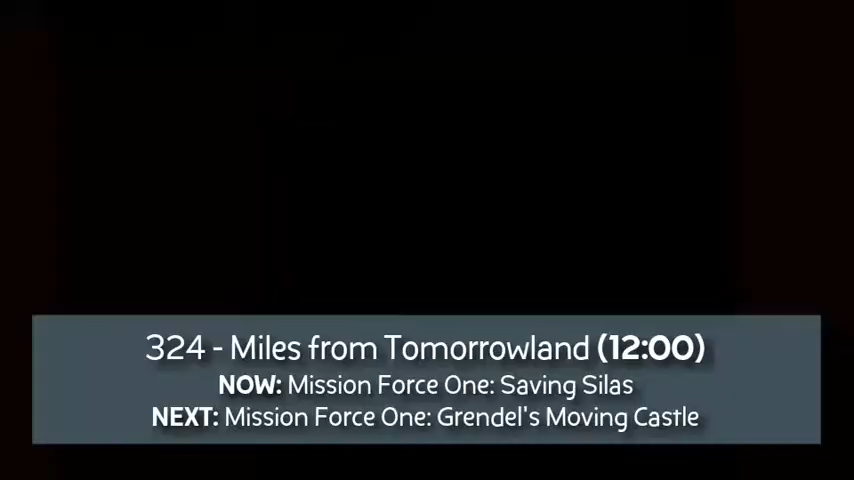 324 - Miles from Tomorrowland (12:00)
NOW: Mission Force One: Saving Silas
NEXT: Mission Force One: Grendel's Moving Castle